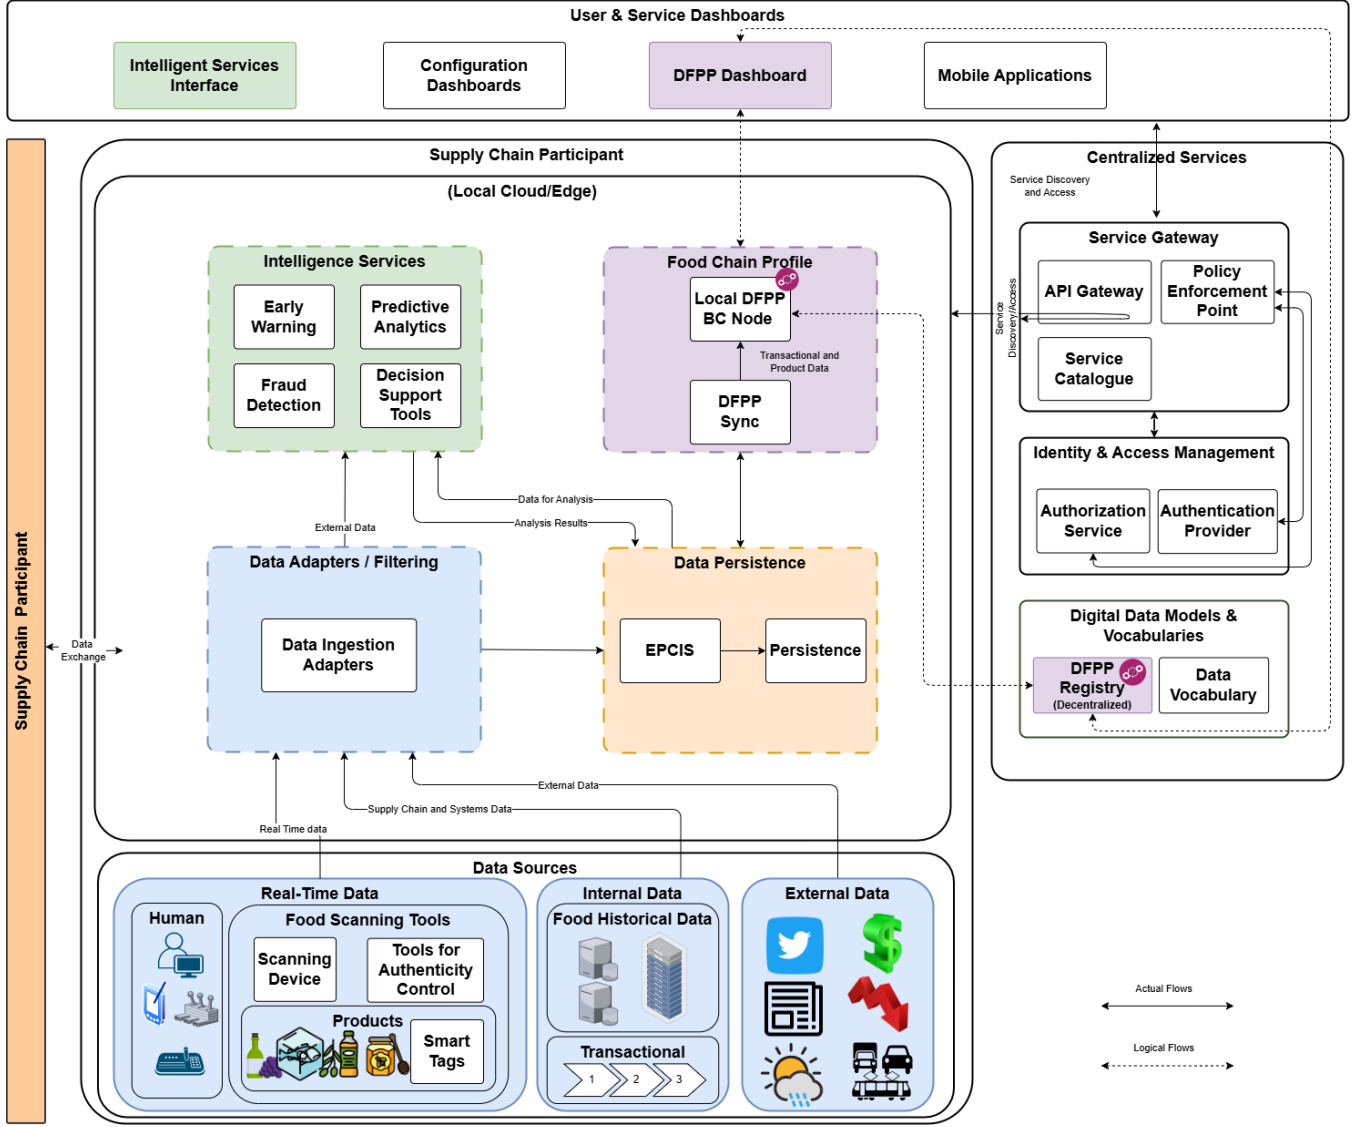 User & Service Dashboards
Intelligent Services
Interface
Configuration
Dashboards
DFPP Dashboard
Mobile Applications
Supply Chain Participant
Supply Chain Participant
(Local Cloud/Edge)
Intelligence Services
Early
Warning
Predictive
Analytics
Fraud
Detection
Decision
Support
Tools
Food Chain Profile
Local DFPP
BC Node
Transactional and
Product Data
DFPP
Sync
Data for Analysis
Analysis Results
External Data
Data Adapters / Filtering
Data Ingestion
Adapters
Data Persistence
EPCIS
Persistence
Data
Exchange
External Data
Supply Chain and Systems Data
Real Time data
Centralized Services
Service Discovery
and Access
Service Gateway
Service
Discovery/Access
API Gateway
Policy
Enforcement
Point
Service
Catalogue
Identity & Access Management
Authorization
Service
Authentication
Provider
Digital Data Models &
Vocabularies
DFPP
Registry
(Decentralized)
Data
Vocabulary
Data Sources
Real-Time Data
Human
Food Scanning Tools
Scanning
Device
Tools for
Authenticity
Control
Products
Smart
Tags
Internal Data
Food Historical Data
Transactional
1
2
3
External Data
Actual Flows
Logical Flows